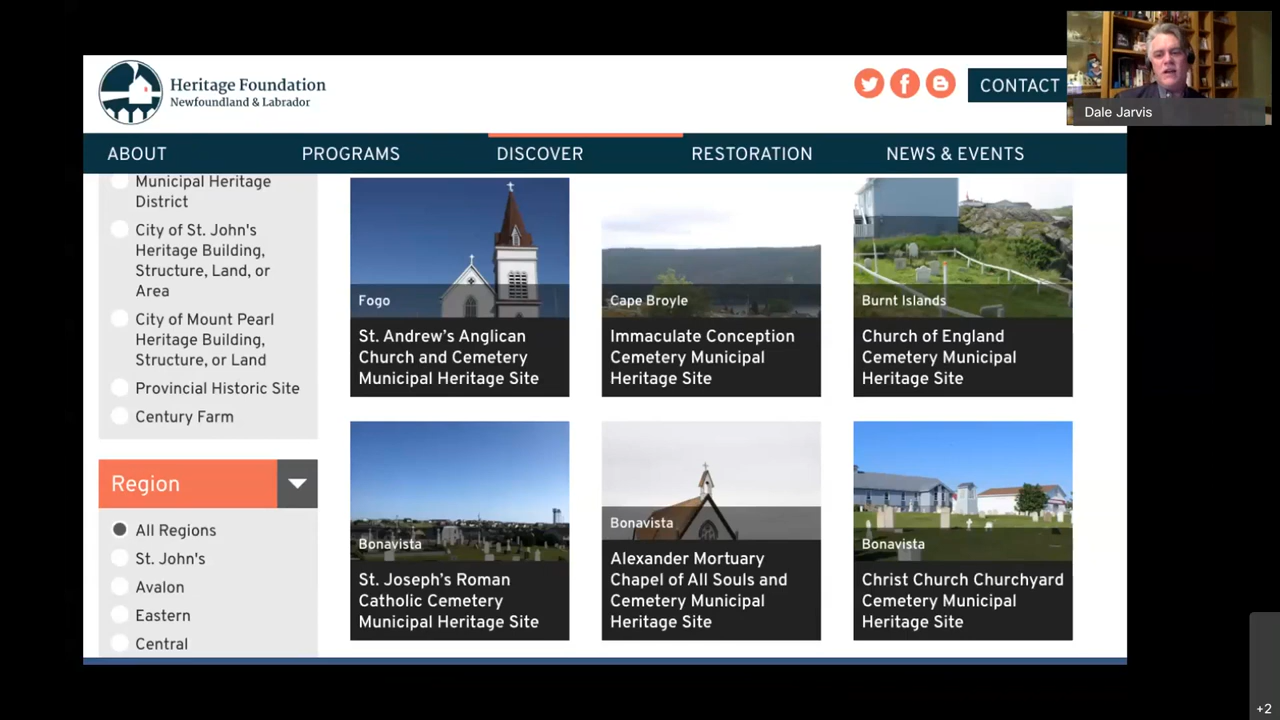 Heritage Foundation
Newfoundland & Labrador
CONTACT
Dale Jarvis
ABOUT
PROGRAMS
DISCOVER
RESTORATION
NEWS & EVENTS
Municipal Heritage
District
City of St. John's
Heritage Building,
Structure, Land, or
Area
City of Mount Pearl
Heritage Building,
Structure, or Land
Provincial Historic Site
Century Farm
Region
All Regions
St. John's
Avalon
Eastern
Central
Fogo
St. Andrew’s Anglican
Church and Cemetery
Municipal Heritage Site
Cape Broyle
Immaculate Conception
Cemetery Municipal
Heritage Site
Burnt Islands
Church of England
Cemetery Municipal
Heritage Site
Bonavista
St. Joseph’s Roman
Catholic Cemetery
Municipal Heritage Site
Bonavista
Alexander Mortuary
Chapel of All Souls and
Cemetery Municipal
Heritage Site
Bonavista
Christ Church Churchyard
Cemetery Municipal
Heritage Site
+2